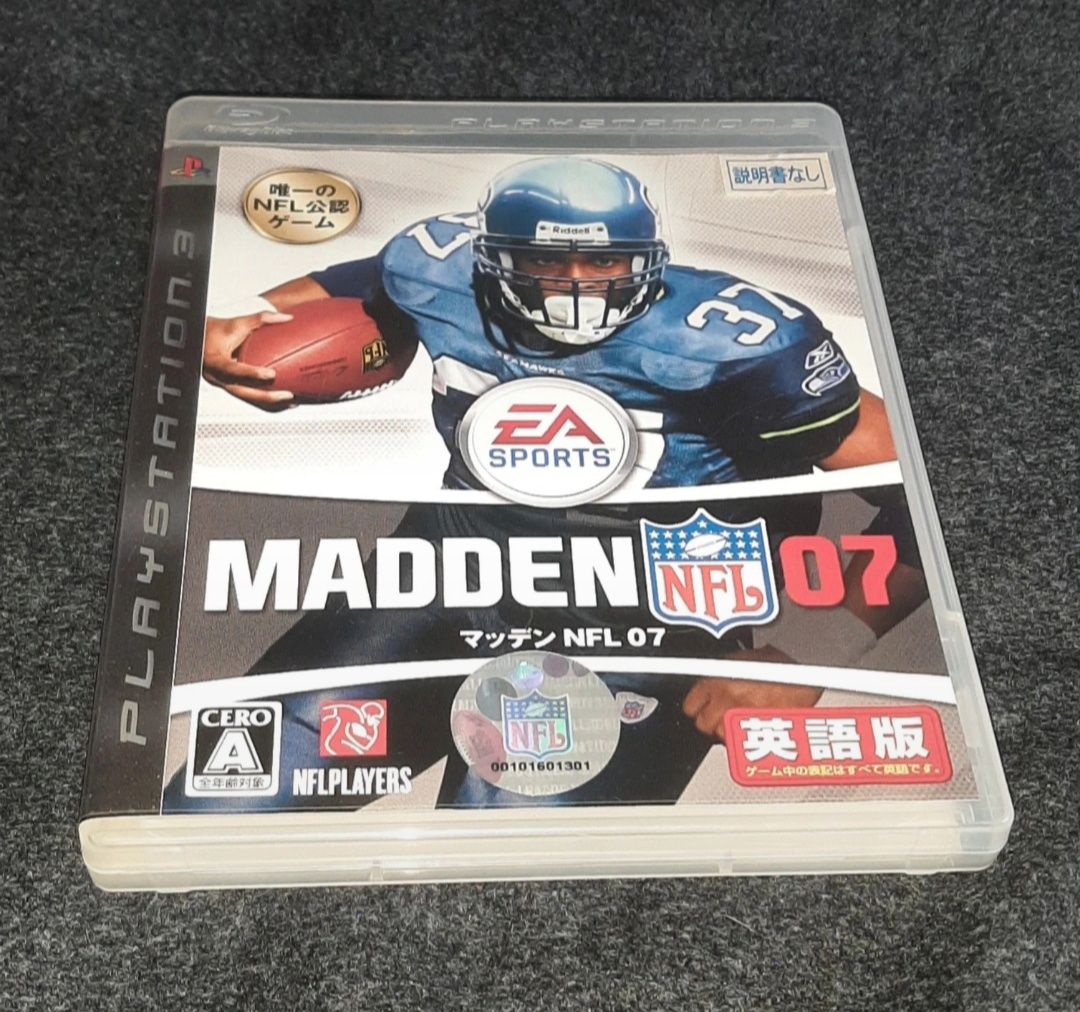 PLAYSTATION 3
PLAYSTATION 3
唯一の
NFL公認
ゲーム
説明書なし
Riddell
37
37
SEAHAWKS
EA
SPORTS
MADDEN NFL 07
マッデン NFL 07
CERO
A
全年齢対象
NFLPLAYERS
NFL
00101601301
英語版
ゲーム中の表記はすべて英語です。